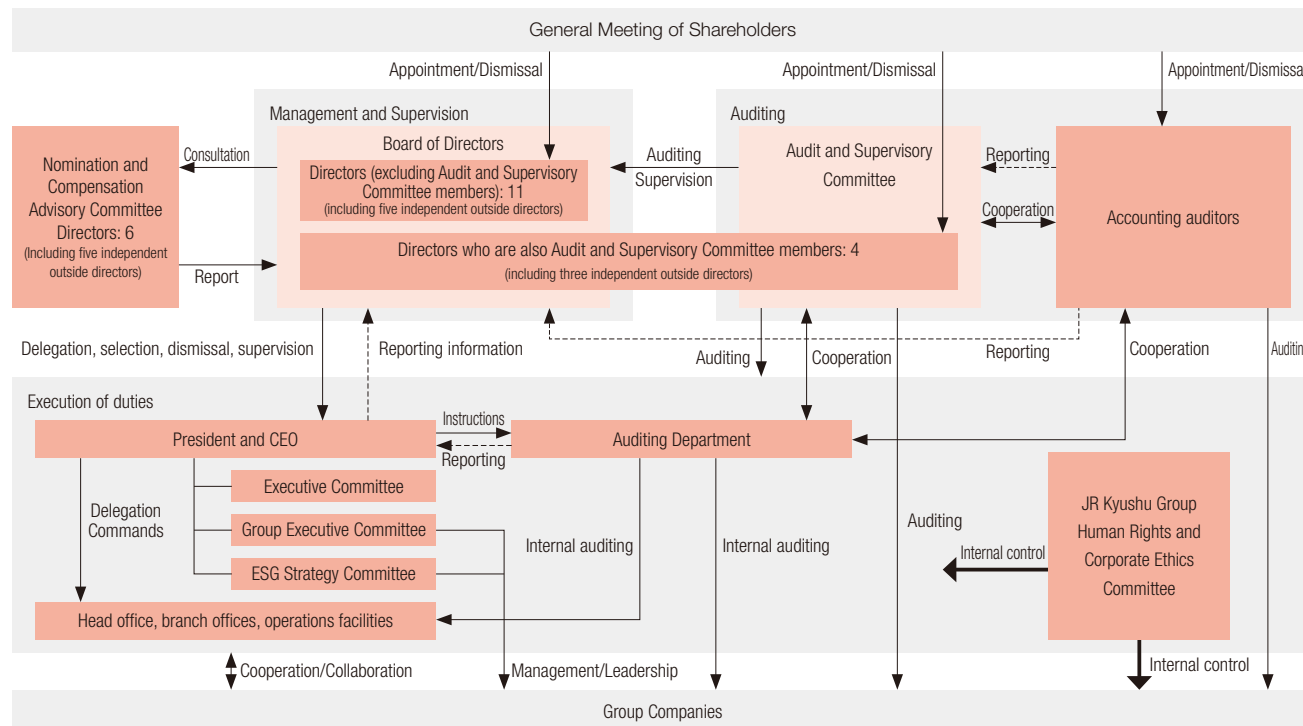 General Meeting of Shareholders
Appointment/Dismissal
Appointment/Dismissal
Appointment/Dismissa
Management and Supervision
Auditing
Nomination and
Compensation
Advisory Committee
Directors: 6
(Including five independent
outside directors)
Consultation
Report
Board of Directors
Directors (excluding Audit and Supervisory
Committee members): 11
(including five independent outside directors)
Auditing
Supervision
Audit and Supervisory
Committee
Reporting
Cooperation
Accounting auditors
Directors who are also Audit and Supervisory Committee members: 4
(including three independent outside directors)
Delegation, selection, dismissal, supervision
Reporting information
Auditing
Cooperation
Reporting
Cooperation
Auditin
Execution of duties
President and CEO
Instructions
Reporting
Auditing Department
Executive Committee
Group Executive Committee
ESG Strategy Committee
Delegation
Commands
Internal auditing
Internal auditing
Auditing
Internal control
JR Kyushu Group
Human Rights and
Corporate Ethics
Committee
Head office, branch offices, operations facilities
Cooperation/Collaboration
Management/Leadership
Internal control
Group Companies